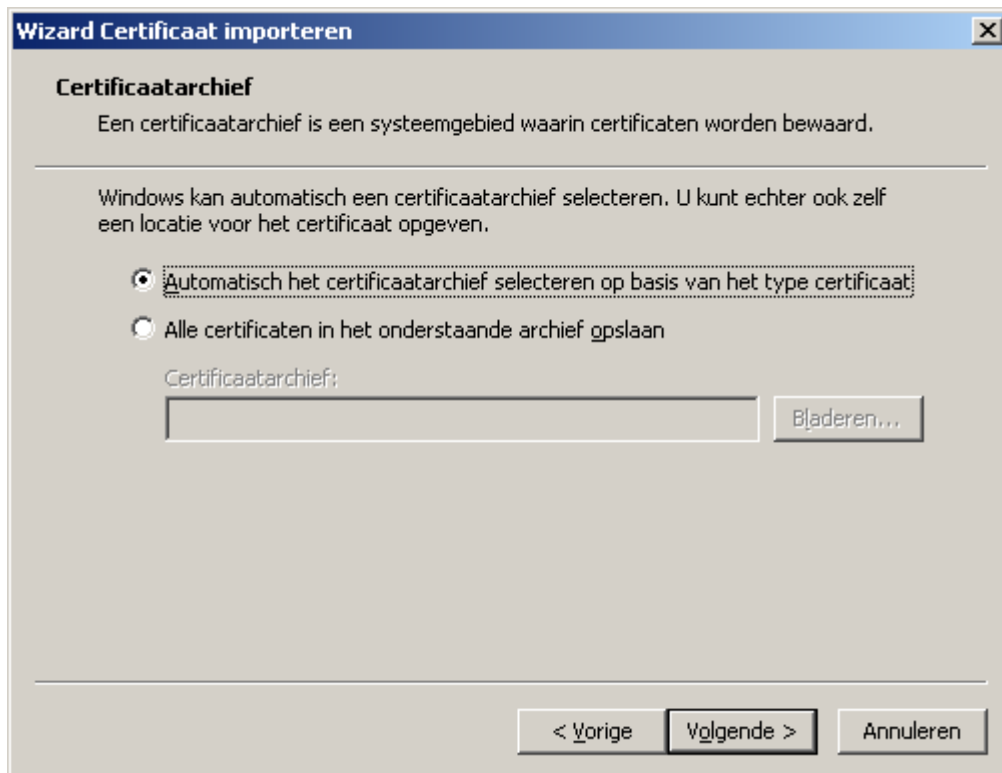 Wizard Certificaat importeren
Certificaatarchief
Een certificaatarchief is een systeemgebied waarin certificaten worden bewaard.
Windows kan automatisch een certificaatarchief selecteren. U kunt echter ook zelf
een locatie voor het certificaat opgeven.
Automatisch het certificaatarchief selecteren op basis van het type certificaat
Alle certificaten in het onderstaande archief opslaan
Certificaatarchief:
Bladeren...
< Vorige Volgende > Annuleren